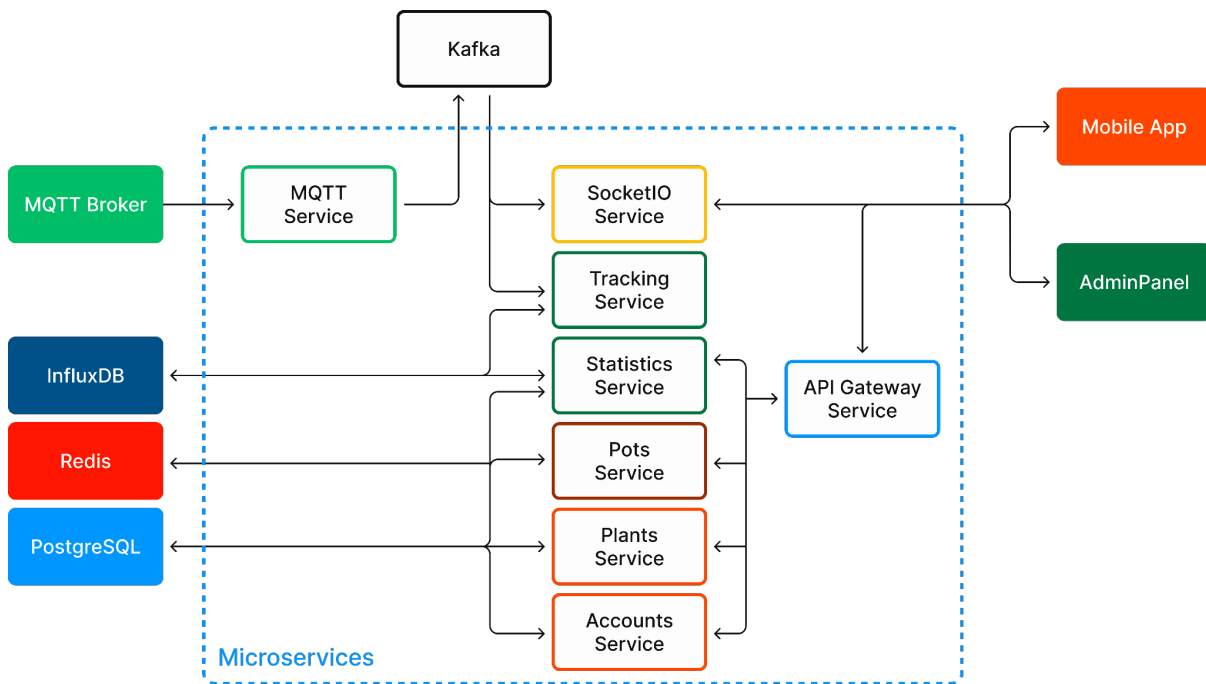 Kafka
Mobile App
MQTT Broker
MQTT
Service
SocketIO
Service
Tracking
Service
AdminPanel
InfluxDB
Statistics
Service
API Gateway
Service
Redis
Pots
Service
PostgreSQL
Plants
Service
Accounts
Service
Microservices